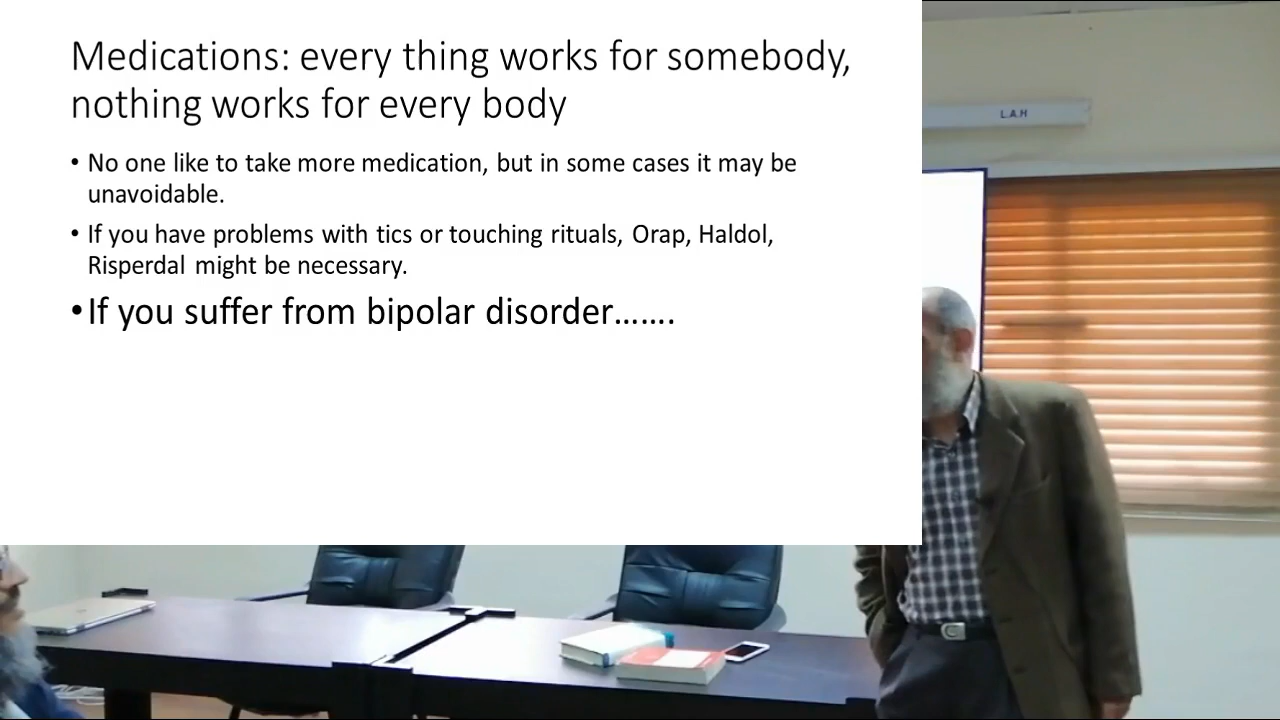 Medications: every thing works for somebody,
nothing works for every body
• No one like to take more medication, but in some cases it may be
unavoidable.
• If you have problems with tics or touching rituals, Orap, Haldol,
Risperdal might be necessary.
• If you suffer from bipolar disorder…….
L.A.H